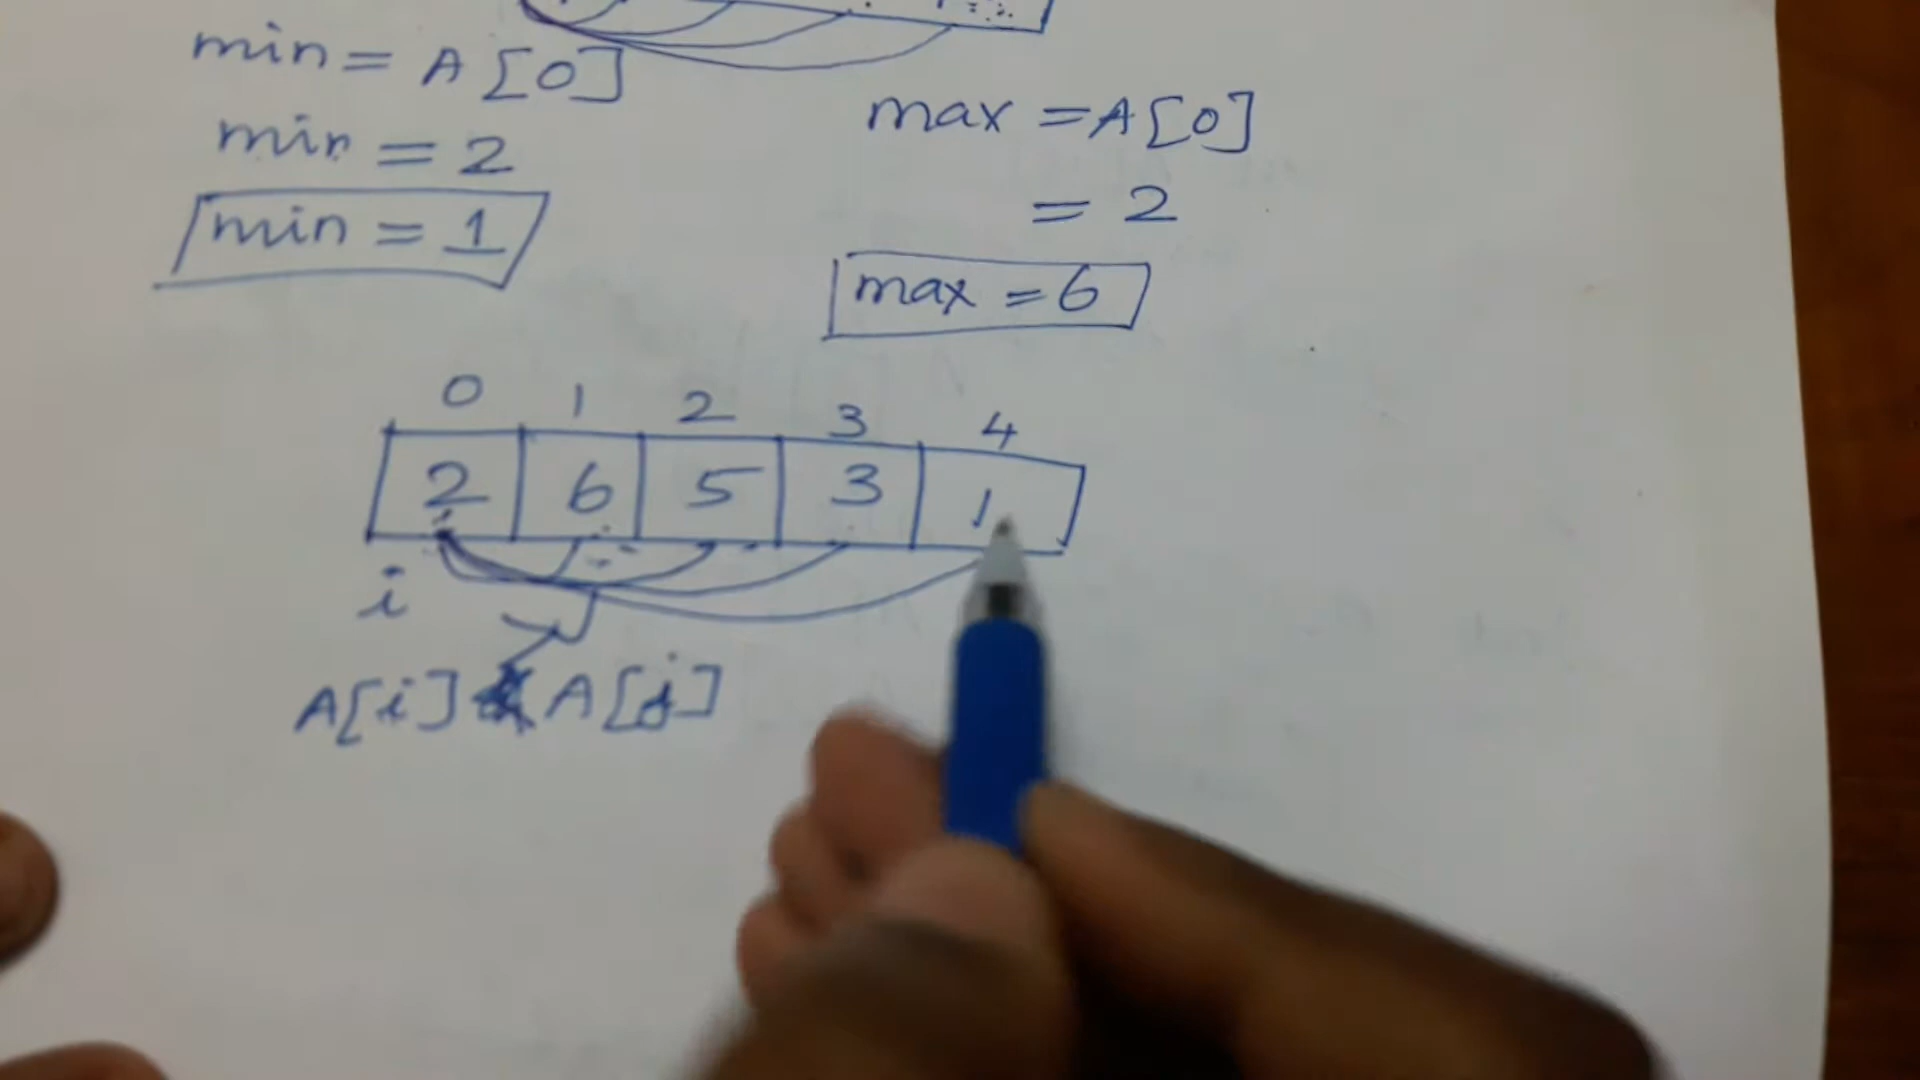 min = A[0]
min = 2
min = 1
max = A[0]
= 2
max = 6
0 1 2 3 4
2 6 5 3 1
i
>
A[i] A[j]